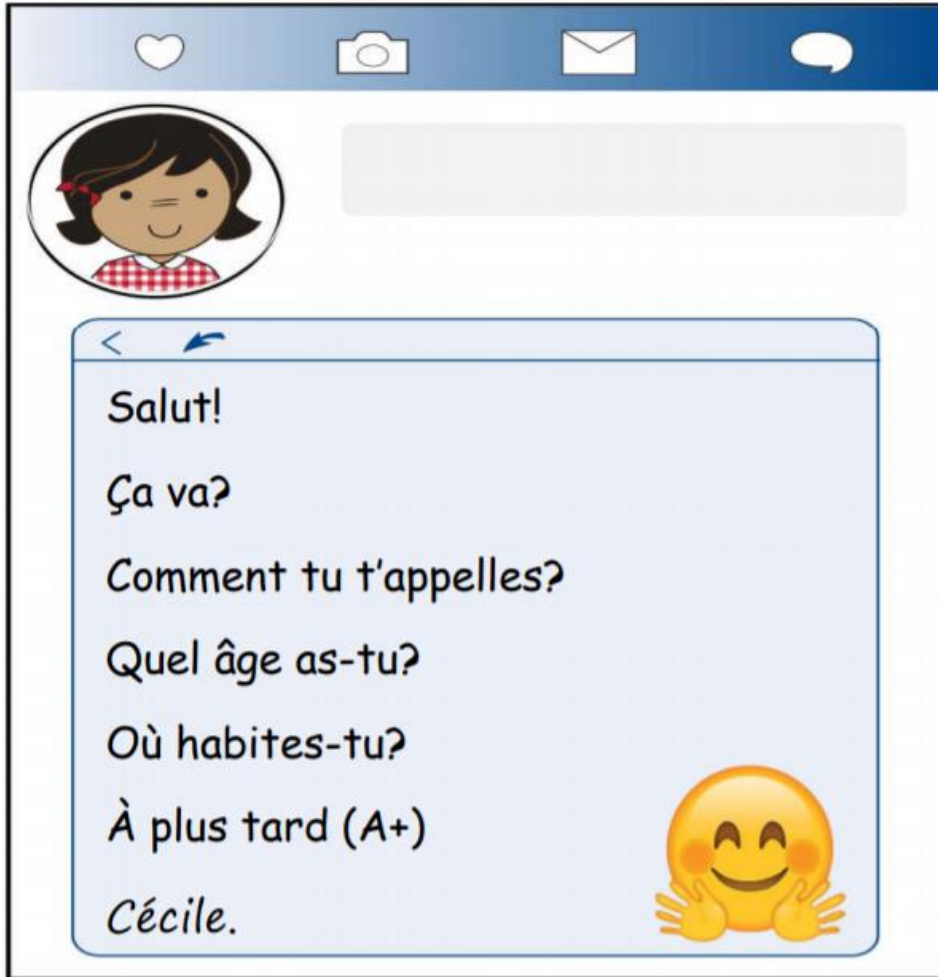 Salut!
Ça va?
Comment tu t'appelles?
Quel âge as-tu?
Où habites-tu?
À plus tard (A+)
Cécile.